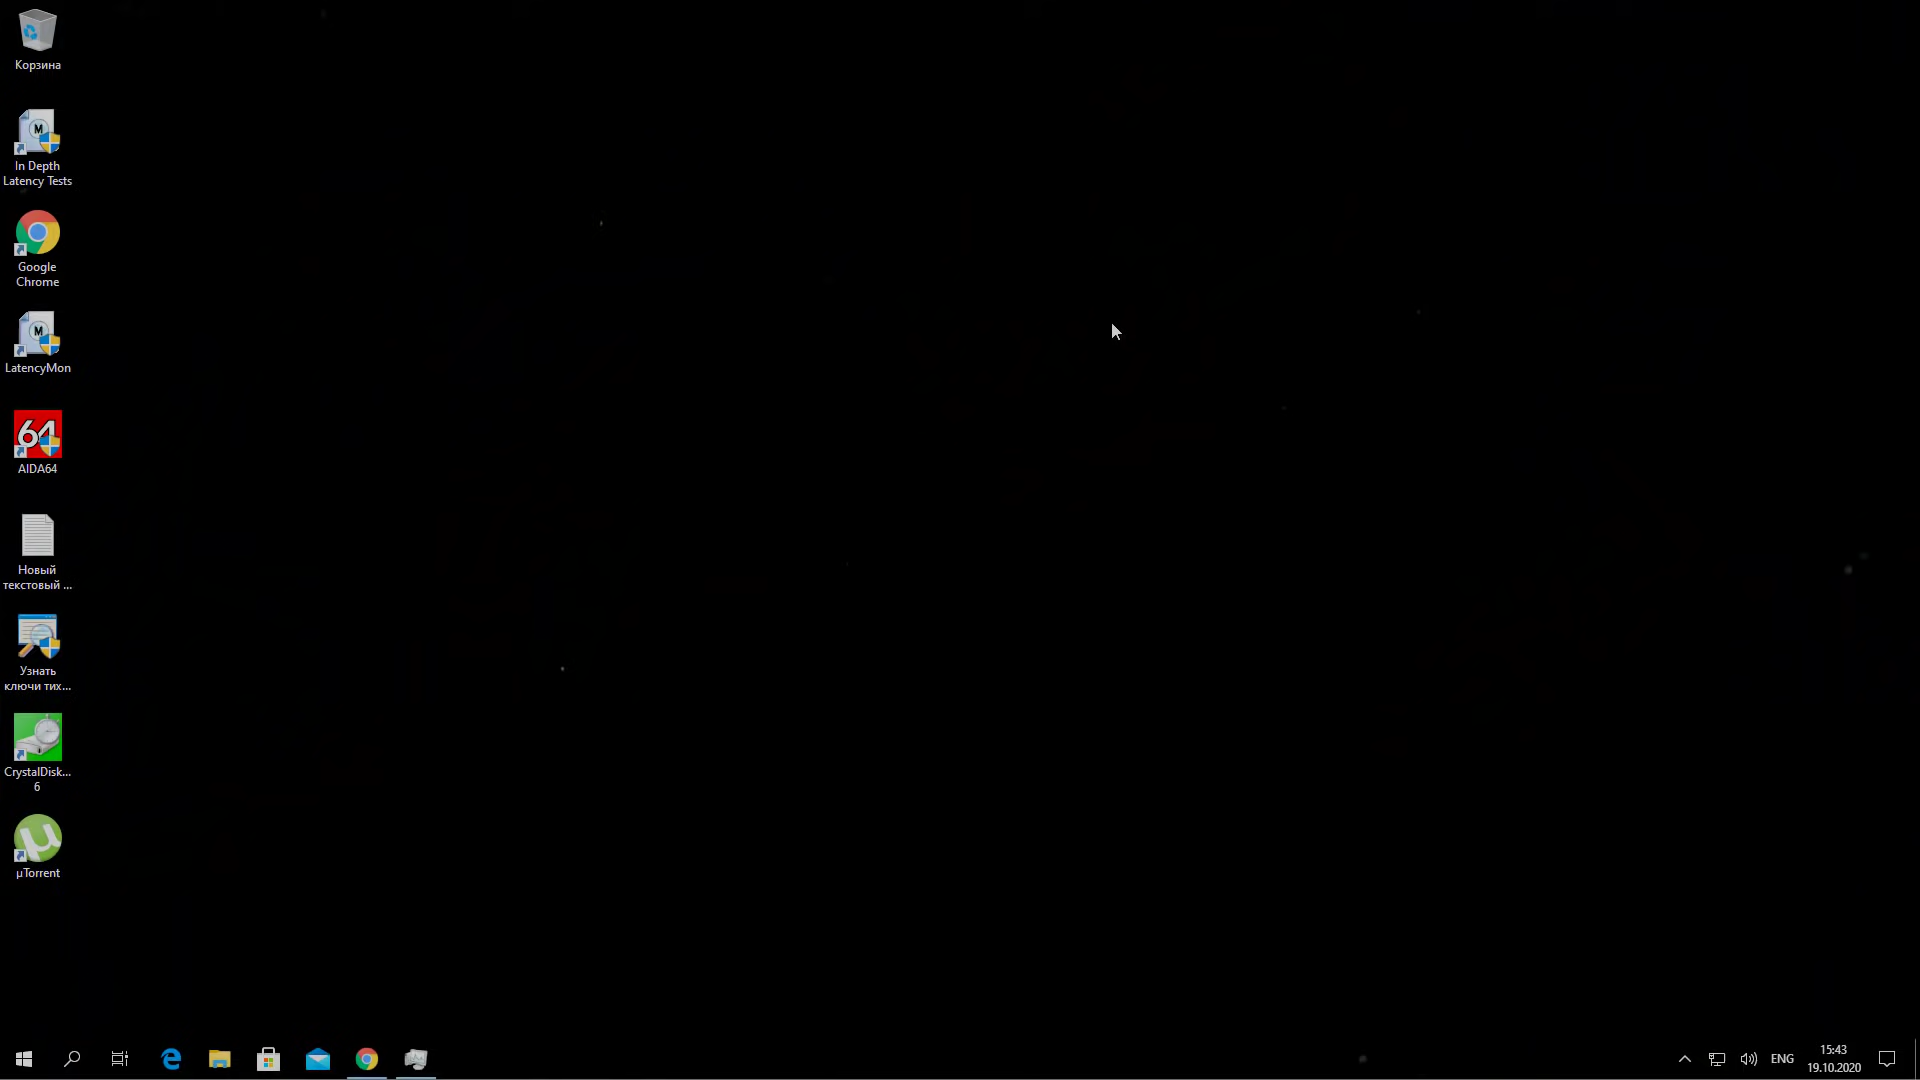 Корзина
M
In Depth
Latency Tests
Google
Chrome
M
LatencyMon
64
AIDA64
Новый
текстовый ...
Узнать
ключи тих...
CrystalDisk...
6
µ
µTorrent
ENG
15:43
19.10.2020